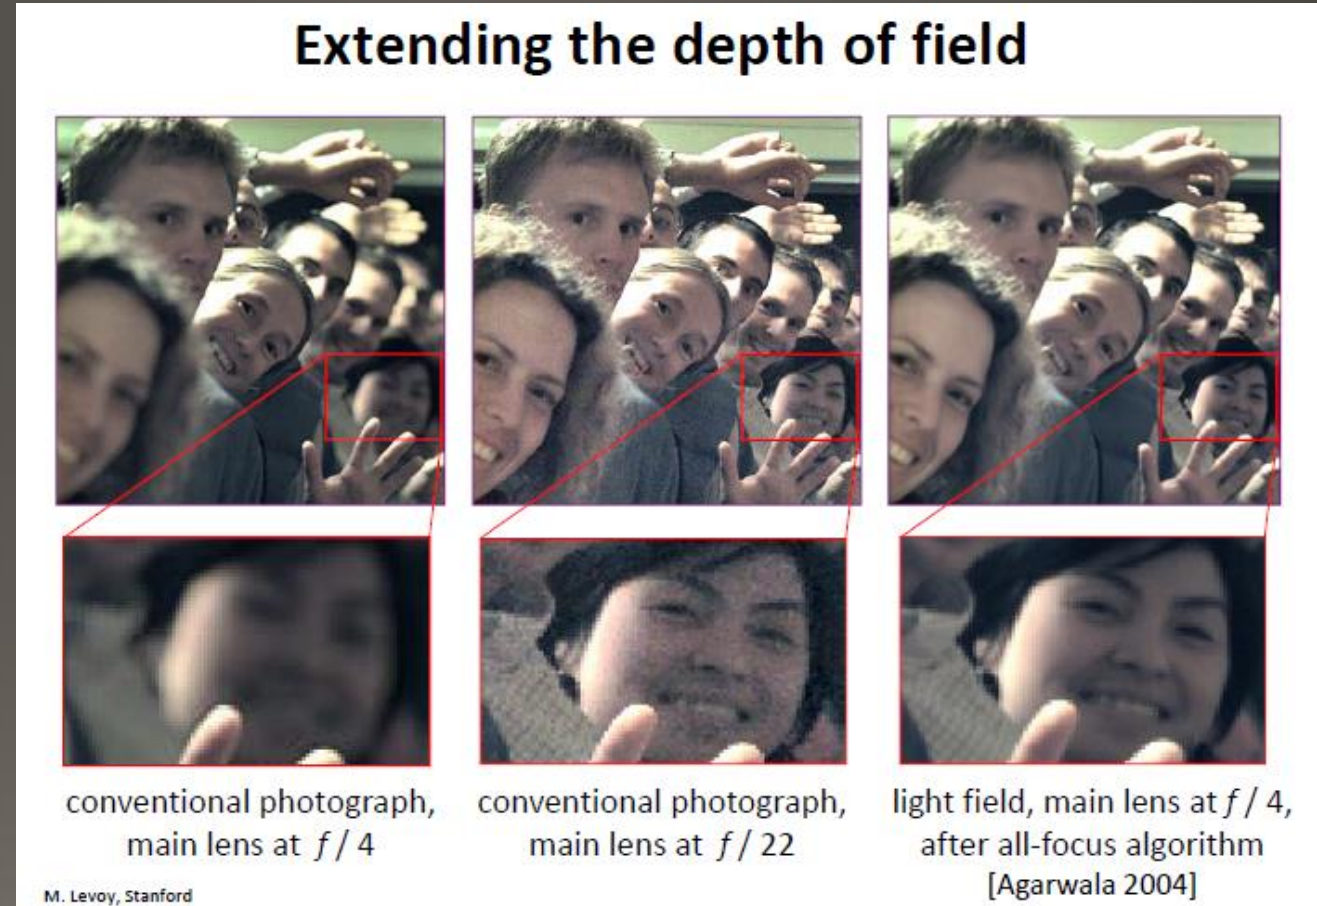 Extending the depth of field
conventional photograph,
main lens at f / 4
conventional photograph,
main lens at f / 22
light field, main lens at f / 4,
after all-focus algorithm
[Agarwala 2004]
M. Levoy, Stanford